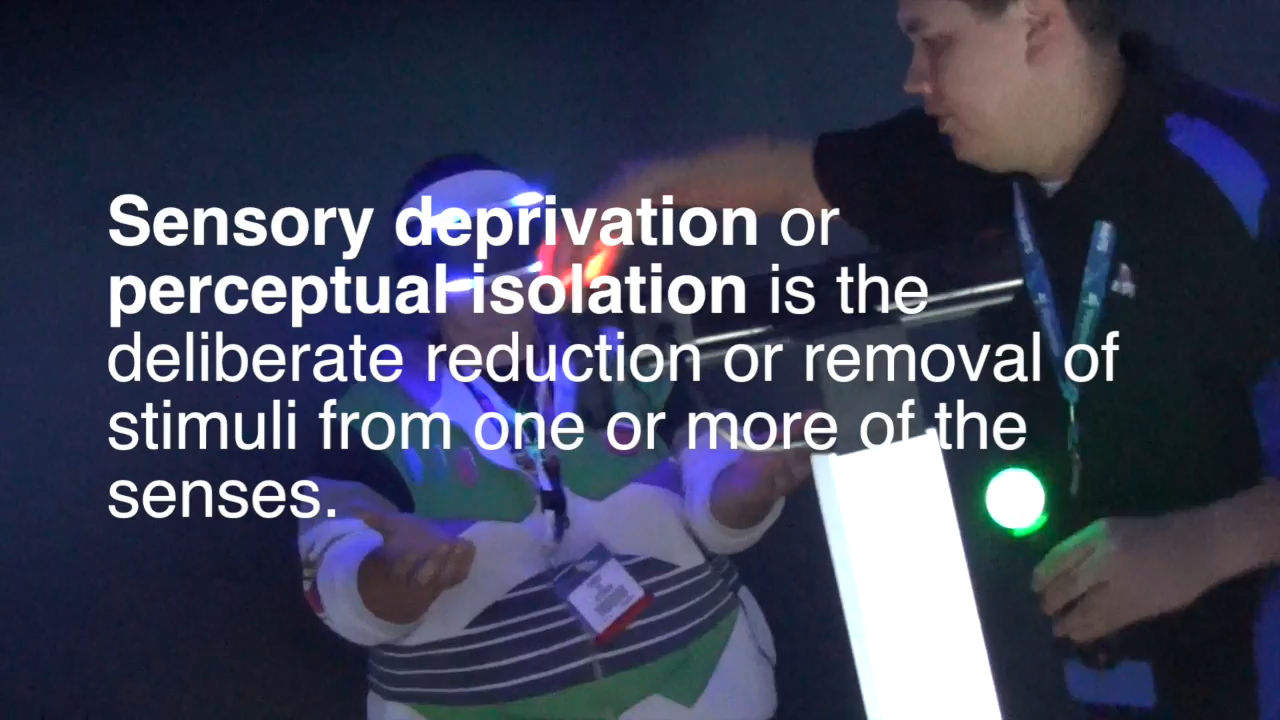 Sensory deprivation or
perceptual isolation is the
deliberate reduction or removal of
stimuli from one or more of the
senses.